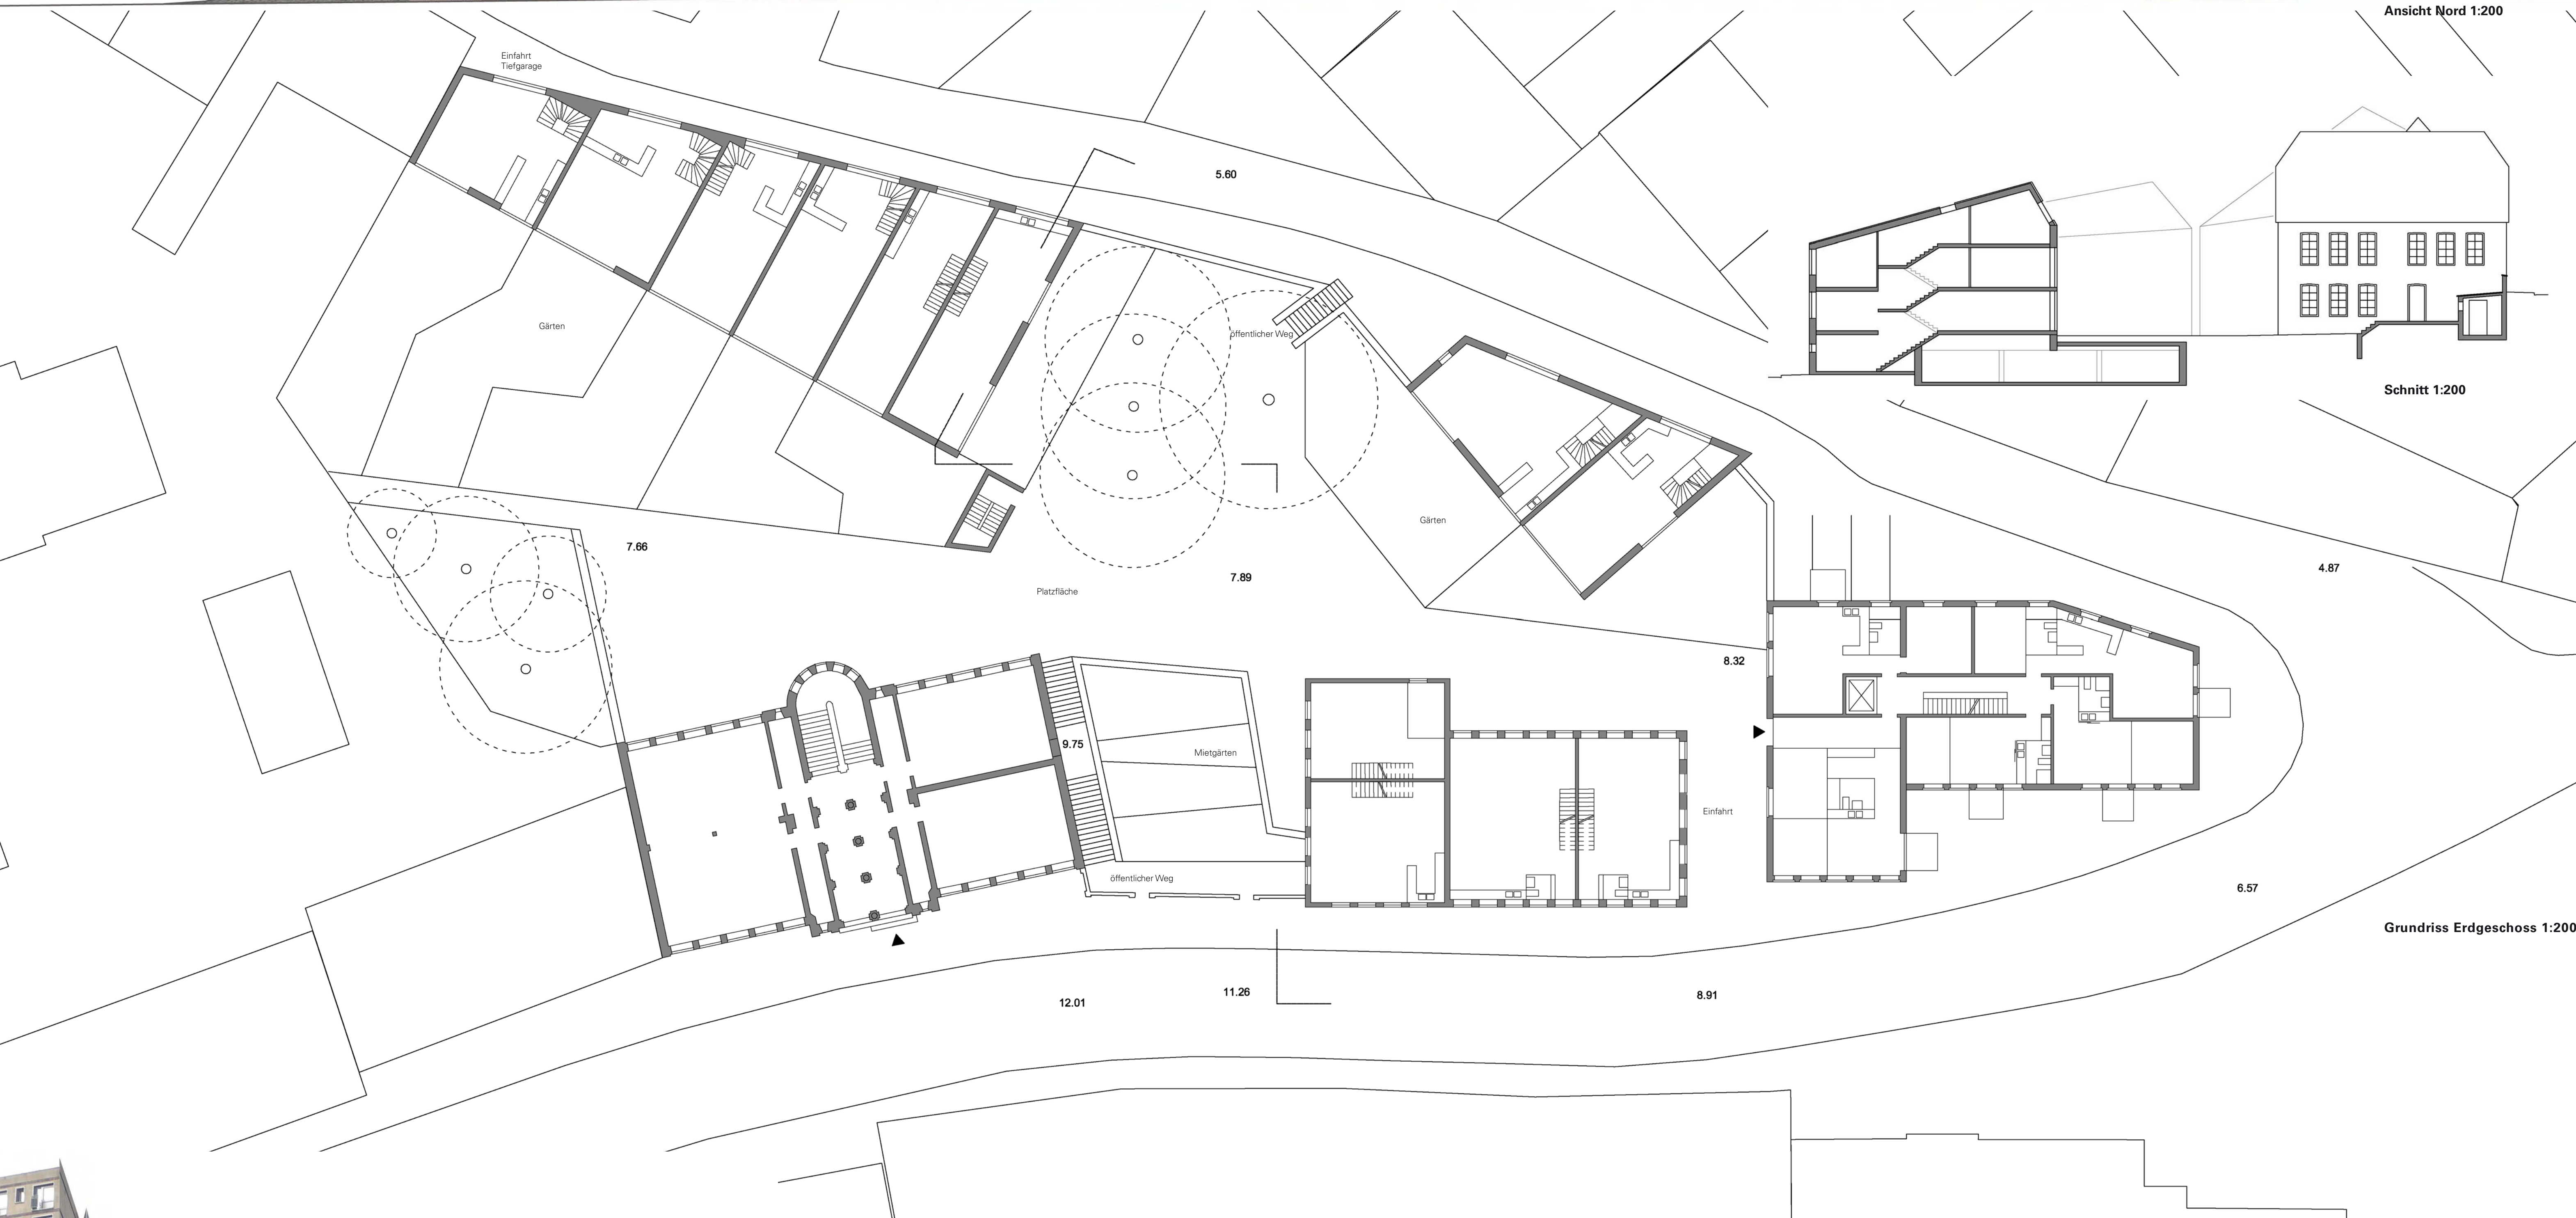 Ansicht Nord 1:200
Einfahrt
Tiefgarage
5.60
Gärten
öffentlicher Weg
Schnitt 1:200
Gärten
7.66
7.89
4.87
Platzfläche
8.32
9.75
Mietgärten
Einfahrt
öffentlicher Weg
6.57
Grundriss Erdgeschoss 1:200
11.26
8.91
12.01